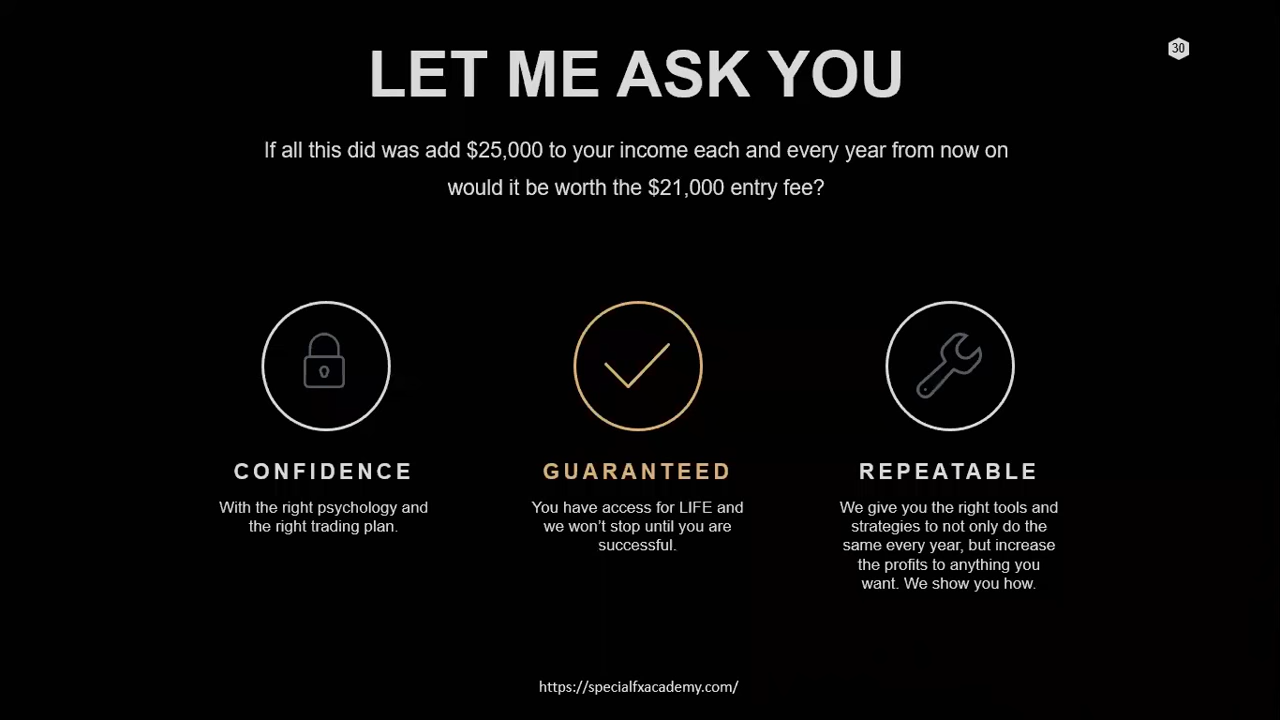 30
LET ME ASK YOU
If all this did was add $25,000 to your income each and every year from now on
would it be worth the $21,000 entry fee?
CONFIDENCE
With the right psychology and
the right trading plan.
GUARANTEED
You have access for LIFE and
we won't stop until you are
successful.
REPEATABLE
We give you the right tools and
strategies to not only do the
same every year, but increase
the profits to anything you
want. We show you how.
https://specialfxacademy.com/